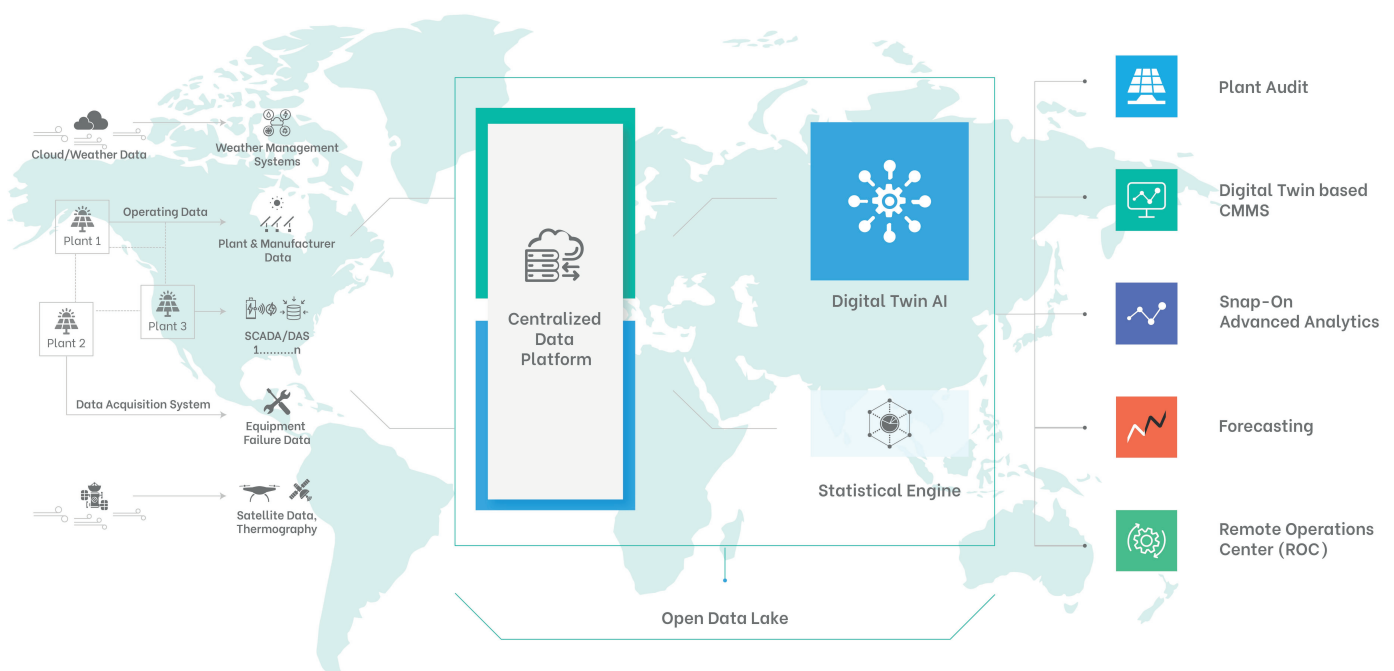 Cloud/Weather Data
Weather Management
Systems
Plant 1
Operating Data
Plant & Manufacturer
Data
Plant 2
Plant 3
SCADA/DAS
1..........n
Data Acquisition System
Equipment
Failure Data
Satellite Data,
Thermography
Centralized
Data
Platform
Digital Twin AI
Statistical Engine
Open Data Lake
Plant Audit
Digital Twin based
CMMS
Snap-On
Advanced Analytics
Forecasting
Remote Operations
Center (ROC)